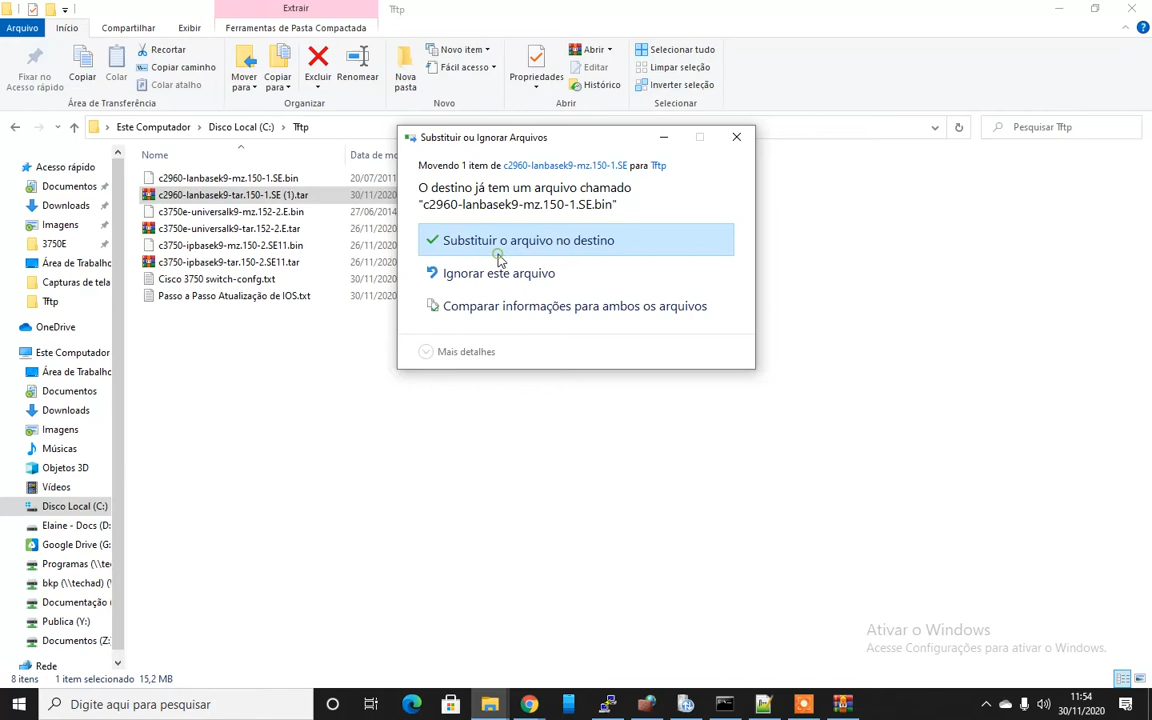 Extrair
Tftp
Arquivo
Início
Compartilhar
Exibir
Ferramentas de Pasta Compactada
Fixar no
Acesso rápido
Copiar
Colar
Recortar
Copiar caminho
Colar atalho
Área de Transferência
Mover
para
Copiar
para
Excluir
Renomear
Organizar
Nova
pasta
Novo item
Fácil acesso
Novo
Propriedades
Abrir
Editar
Histórico
Abrir
Selecionar tudo
Limpar seleção
Inverter seleção
Selecionar
Este Computador
Disco Local (C:)
Tftp
Pesquisar Tftp
Nome
Data de mo
Acesso rápido
Documentos
Downloads
Imagens
3750E
Área de Trabalho
Capturas de tela
Tftp
OneDrive
Este Computador
Área de Trabalho
Documentos
Downloads
Imagens
Músicas
Objetos 3D
Vídeos
Disco Local (C:)
Elaine - Docs (D:
Google Drive (G:
Programas (\\te
bkp (\\techad) (
Documentação
Publica (Y:)
Documentos (Z:
Rede
c2960-lanbasek9-mz.150-1.SE.bin 20/07/2011
c2960-lanbasek9-tar.150-1.SE (1).tar 30/11/2020
c3750e-universalk9-mz.152-2.E.bin 27/06/2014
c3750e-universalk9-tar.152-2.E.tar 26/11/2020
c3750-ipbasek9-mz.150-2.SE11.bin 26/11/2020
c3750-ipbasek9-tar.150-2.SE11.tar 26/11/2020
Cisco 3750 switch-confg.txt 30/11/2020
Passo a Passo Atualização de IOS.txt 30/11/2020
Substituir ou Ignorar Arquivos
Movendo 1 item de c2960-lanbasek9-mz.150-1.SE para Tftp
O destino já tem um arquivo chamado
"c2960-lanbasek9-mz.150-1.SE.bin"
Substituir o arquivo no destino
Ignorar este arquivo
Comparar informações para ambos os arquivos
Mais detalhes
Ativar o Windows
Acesse Configurações para ativar o Windows.
8 itens
1 item selecionado 15,2 MB
Digite aqui para pesquisar
11:54
30/11/2020